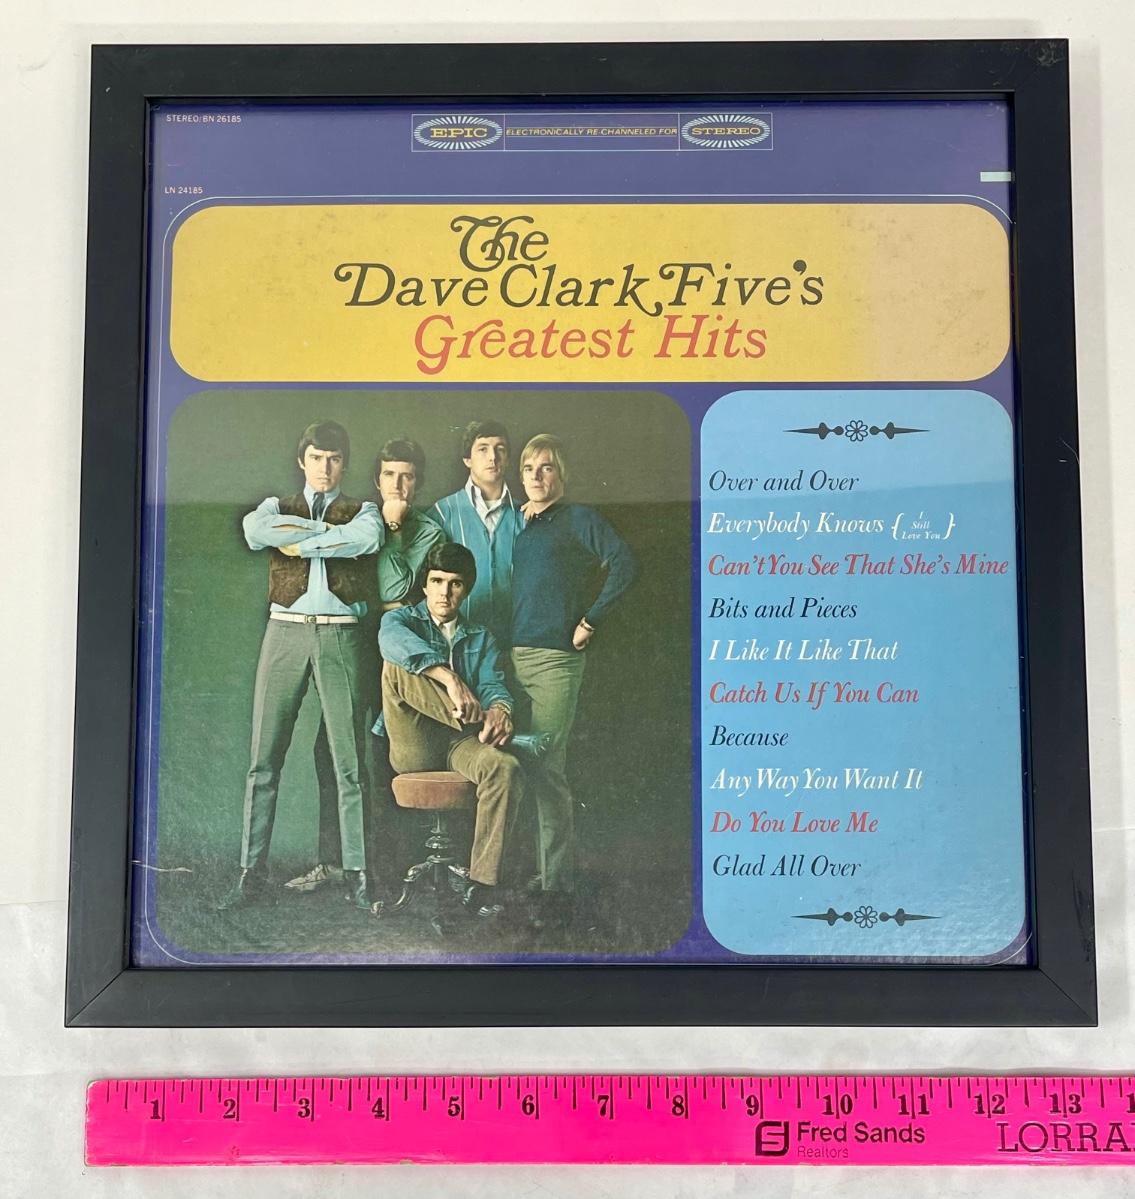 STEREO/BN 26185
EPIC ELECTRONICALLY RE-CHANNELED FOR STEREO
LN 24185
The
Dave Clark Five's
Greatest Hits
Over and Over
Everybody Knows { I Still Love You }
Can't You See That She's Mine
Bits and Pieces
I Like It Like That
Catch Us If You Can
Because
Any Way You Want It
Do You Love Me
Glad All Over
1 2 3 4 5 6 7 8 9 10 11 12 13 1
Fred Sands
Realtors
LORRA